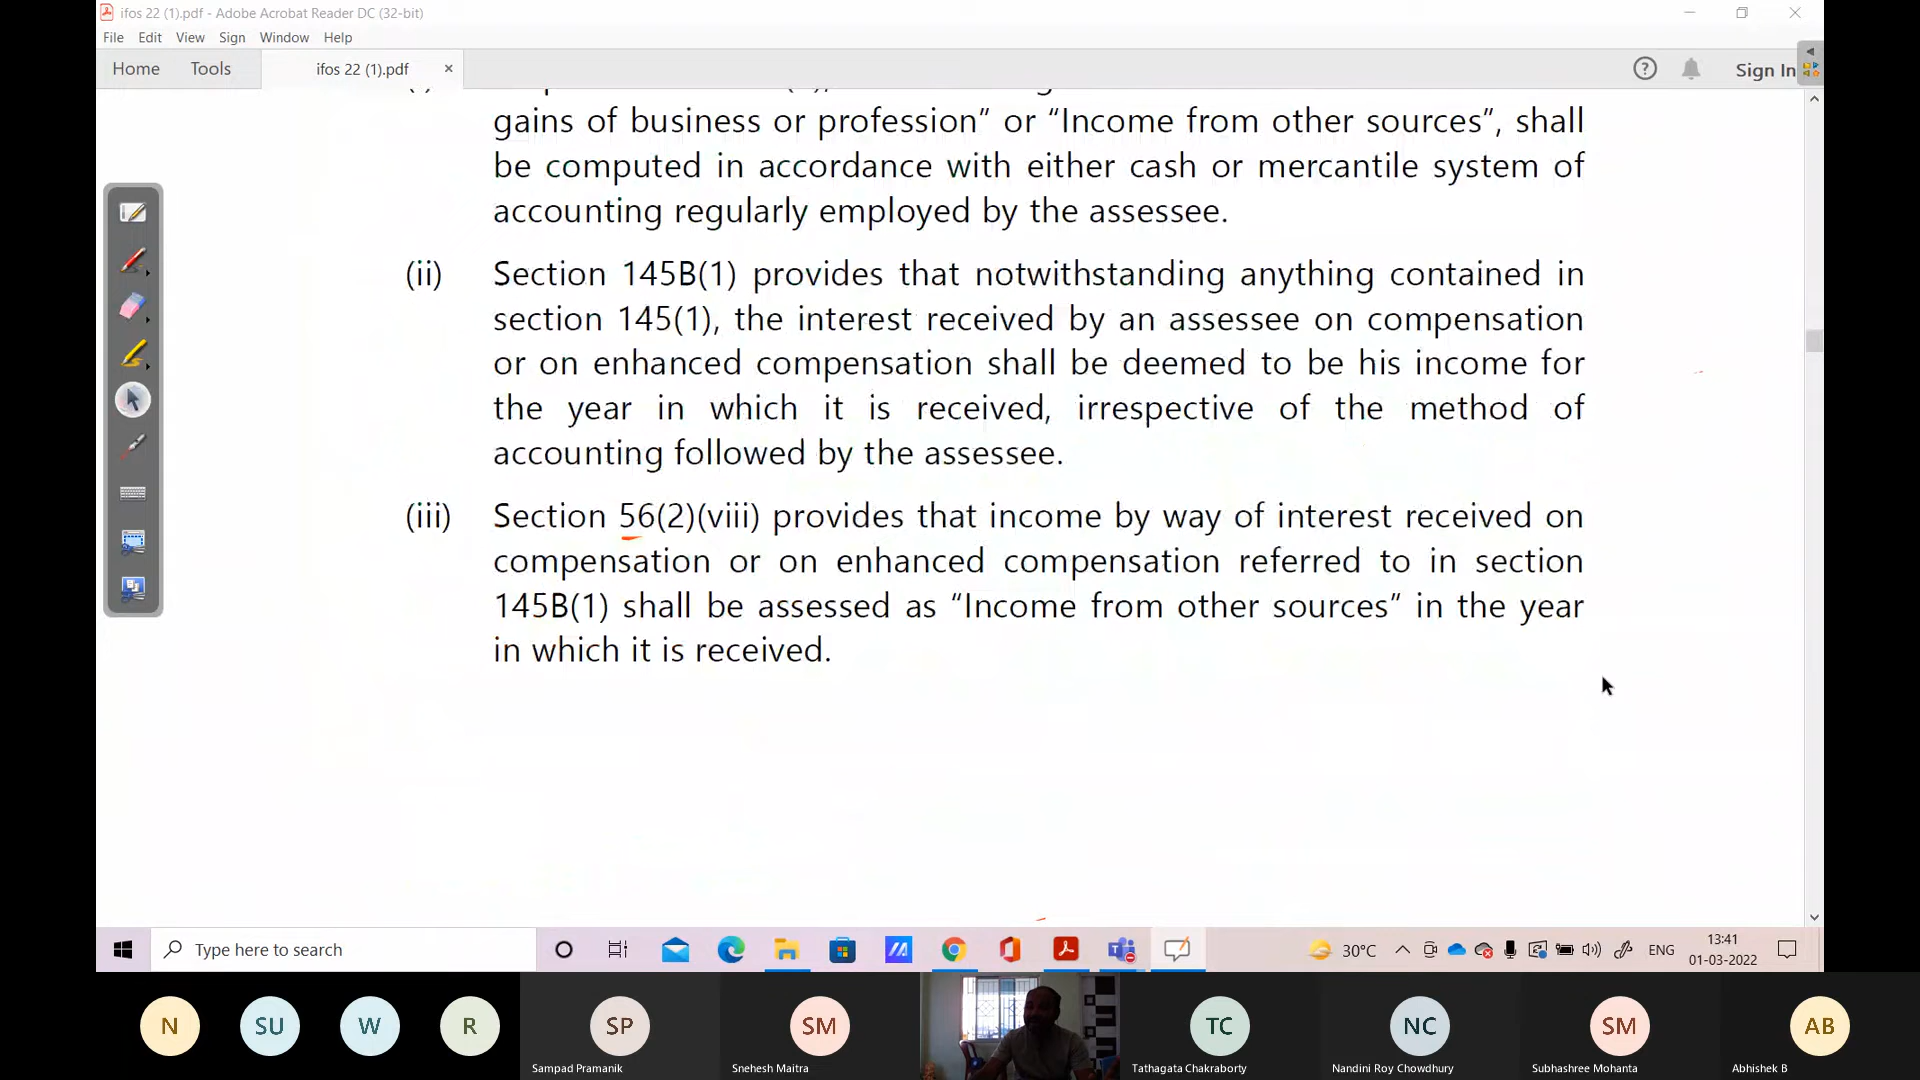 ifos 22 (1).pdf - Adobe Acrobat Reader DC (32-bit)
File Edit View Sign Window Help
Home Tools ifos 22 (1).pdf × Sign In
gains of business or profession” or “Income from other sources”, shall
be computed in accordance with either cash or mercantile system of
accounting regularly employed by the assessee.
(ii) Section 145B(1) provides that notwithstanding anything contained in
section 145(1), the interest received by an assessee on compensation
or on enhanced compensation shall be deemed to be his income for
the year in which it is received, irrespective of the method of
accounting followed by the assessee.
(iii) Section 56(2)(viii) provides that income by way of interest received on
compensation or on enhanced compensation referred to in section
145B(1) shall be assessed as “Income from other sources” in the year
in which it is received.
Type here to search 30°C ENG 13:41
01-03-2022
N SU W R SP SM TC NC SM AB
Sampad Pramanik Snehesh Maitra Tathagata Chakraborty Nandini Roy Chowdhury Subhashree Mohanta Abhishek B